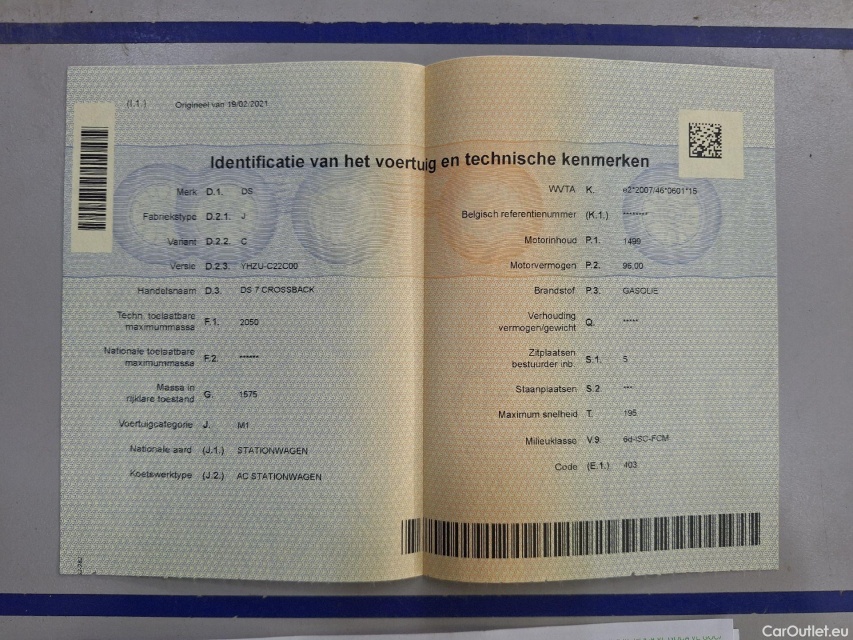 (I.1.) Origineel van 19/02/2021
Identificatie van het voertuig en technische kenmerken
Merk D.1. DS
Fabriekstype D.2.1. J
Variant D.2.2. C
Versie D.2.3. YHZU-C22C00
Handelsnaam D.3. DS 7 CROSSBACK
Techn. toelaatbare
maximummassa F.1. 2050
Nationale toelaatbare
maximummassa F.2. ******
Massa in
rijklare toestand G. 1575
Voertuigcategorie J. M1
Nationale aard (J.1.) STATIONWAGEN
Koetswerktype (J.2.) AC STATIONWAGEN
WVTA K. e2*2007/46*0601*15
Belgisch referentienummer (K.1.) ********
Motorinhoud P.1. 1499
Motorvermogen P.2. 96.00
Brandstof P.3. GASOLIE
Verhouding
vermogen/gewicht Q. *****
Zitplaatsen
bestuurder inb. S.1. 5
Staanplaatsen S.2. ***
Maximum snelheid T. 195
Milieuklasse V.9. 6d-ISC-FCM
Code (E.1.) 403
CarOutlet.eu